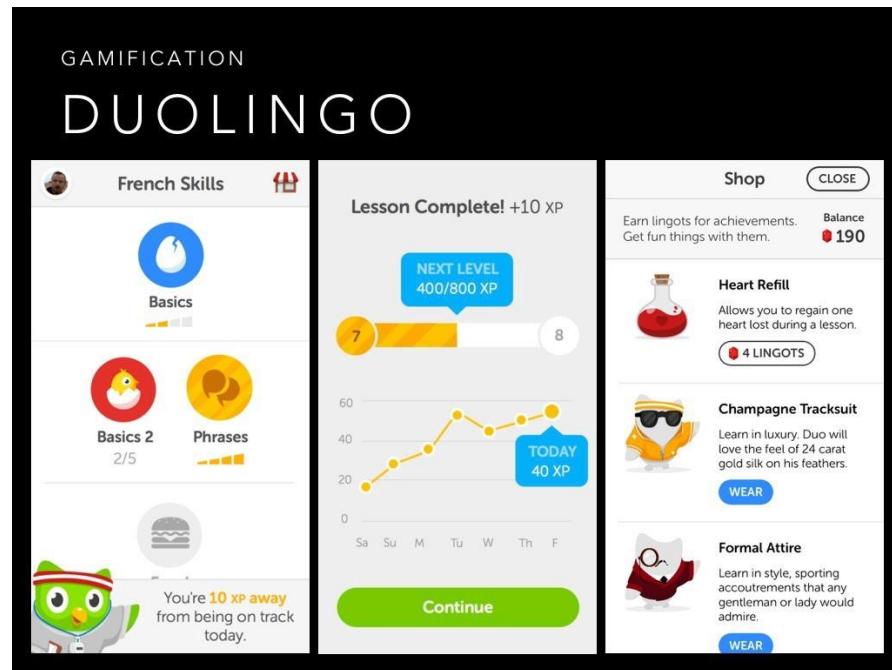 GAMIFICATION
DUOLINGO
French Skills
Basics
Basics 2
2/5
Phrases
You're 10 XP away
from being on track
today.
Lesson Complete! +10 XP
NEXT LEVEL
400/800 XP
7
8
60
40
20
0
TODAY
40 XP
Sa Su M Tu W Th F
Continue
Shop
CLOSE
Earn lingots for achievements.
Get fun things with them.
Balance
190
Heart Refill
Allows you to regain one
heart lost during a lesson.
4 LINGOTS
Champagne Tracksuit
Learn in luxury. Duo will
love the feel of 24 carat
gold silk on his feathers.
WEAR
Formal Attire
Learn in style, sporting
accoutrements that any
gentleman or lady would
admire.
WEAR